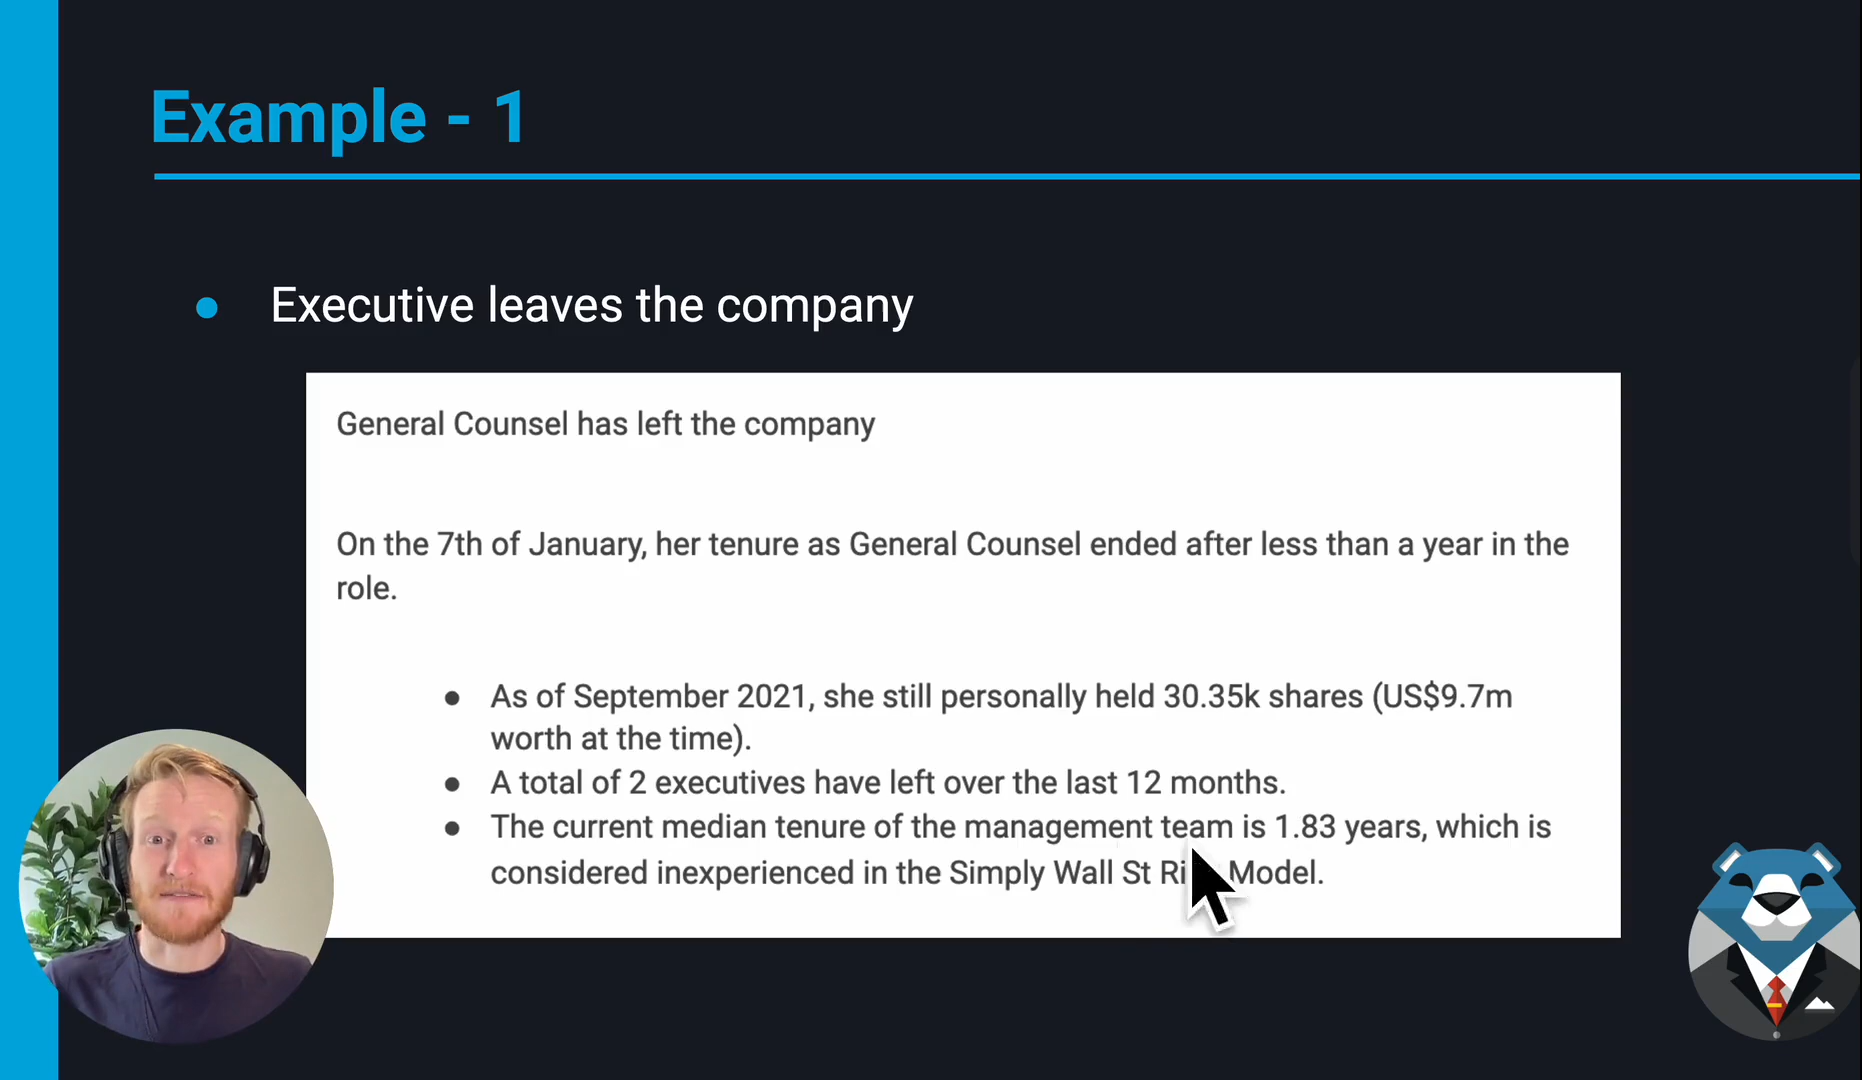 Example - 1
Executive leaves the company
General Counsel has left the company
On the 7th of January, her tenure as General Counsel ended after less than a year in the
role.
As of September 2021, she still personally held 30.35k shares (US$9.7m
worth at the time).
A total of 2 executives have left over the last 12 months.
The current median tenure of the management team is 1.83 years, which is
considered inexperienced in the Simply Wall St Model.